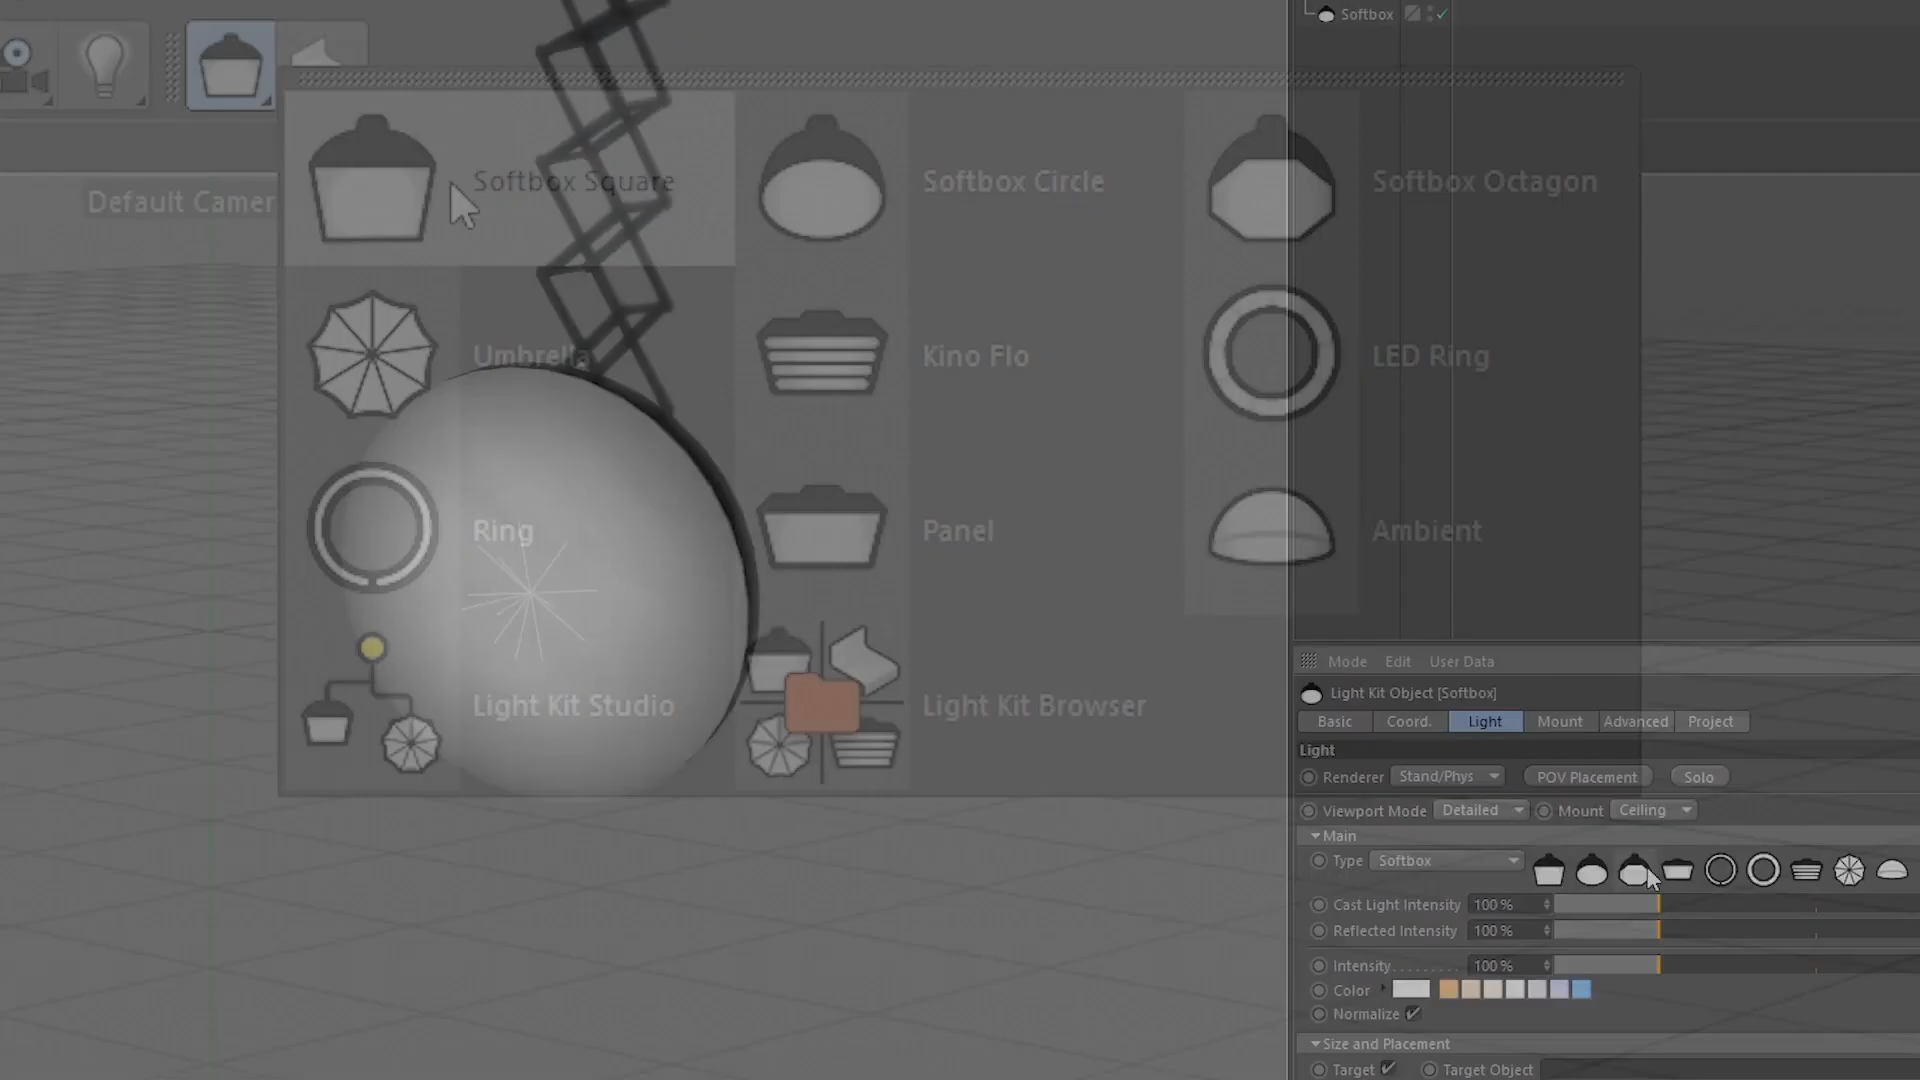 Softbox
Default Camer
Softbox Square
Softbox Circle
Softbox Octagon
Umbrella
Kino Flo
LED Ring
Ring
Panel
Ambient
Light Kit Studio
Light Kit Browser
Mode Edit User Data
Light Kit Object [Softbox]
Basic Coord. Light Mount Advanced Project
Light
Renderer Stand/Phys POV Placement Solo
Viewport Mode Detailed Mount Ceiling
Main
Type Softbox
Cast Light Intensity 100 %
Reflected Intensity 100 %
Intensity........ 100 %
Color
Normalize
Size and Placement
Target Target Object